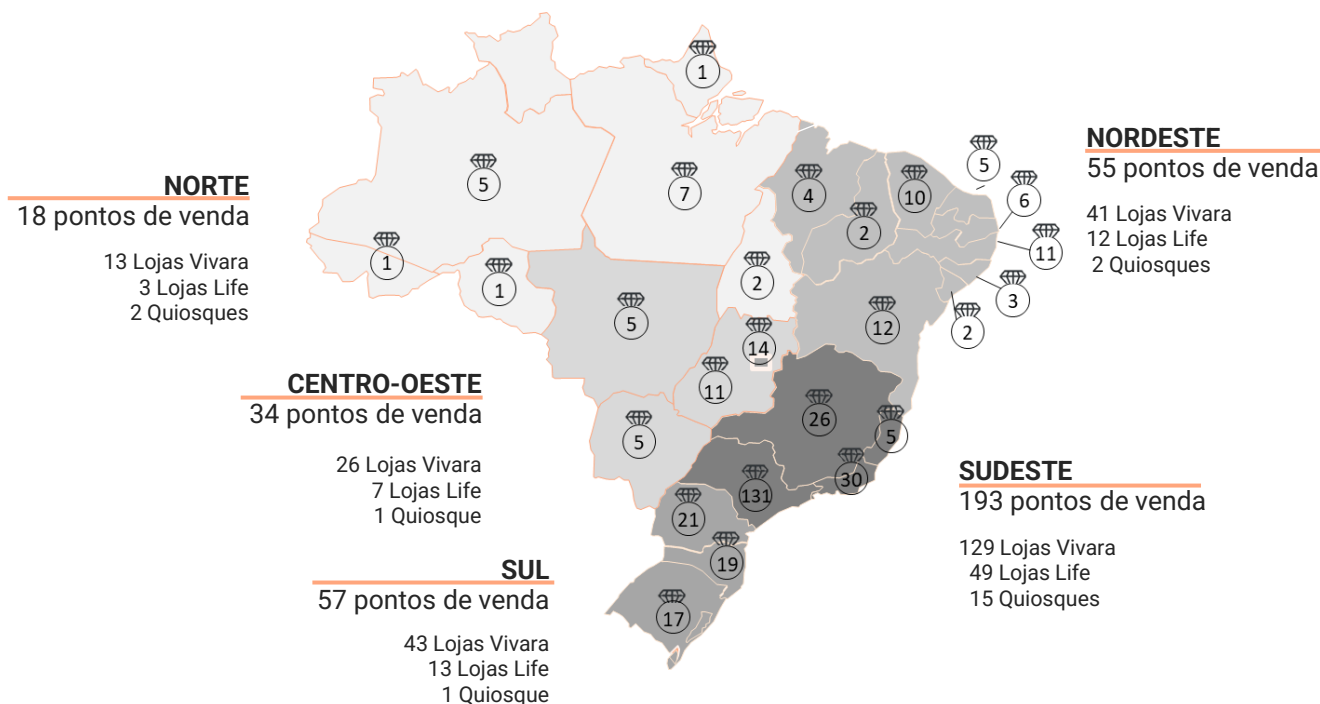 1
NORDESTE
55 pontos de venda
41 Lojas Vivara
12 Lojas Life
2 Quiosques
5
6
11
3
2
4
10
2
12
NORTE
18 pontos de venda
13 Lojas Vivara
3 Lojas Life
2 Quiosques
5
7
1
1
2
CENTRO-OESTE
34 pontos de venda
26 Lojas Vivara
7 Lojas Life
1 Quiosque
5
14
11
5
SUDESTE
193 pontos de venda
129 Lojas Vivara
49 Lojas Life
15 Quiosques
26
5
30
131
SUL
57 pontos de venda
43 Lojas Vivara
13 Lojas Life
1 Quiosque
21
19
17